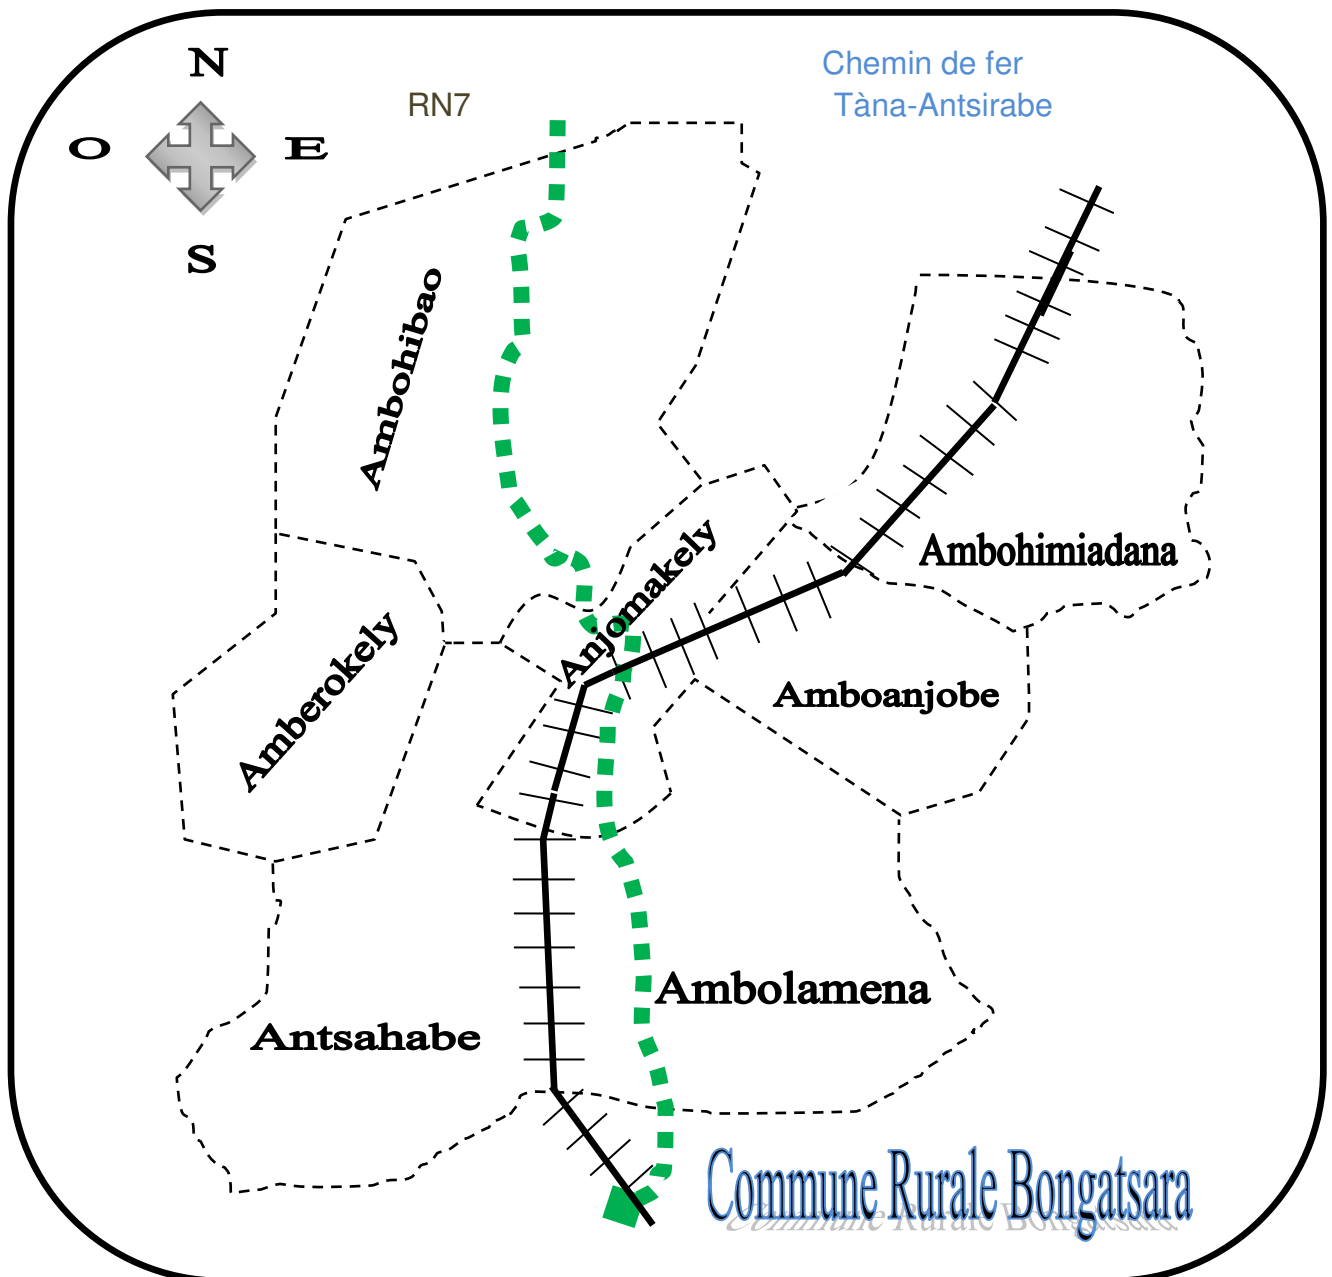 N
Chemin de fer
RN7
Tàna-Antsirabe
O
E
S
Ambohibao
Anjomakely
Ambohimiadana
Amberokely
Amboanjobe
Ambolamena
Antsahabe
Commune Rurale Bongatsara